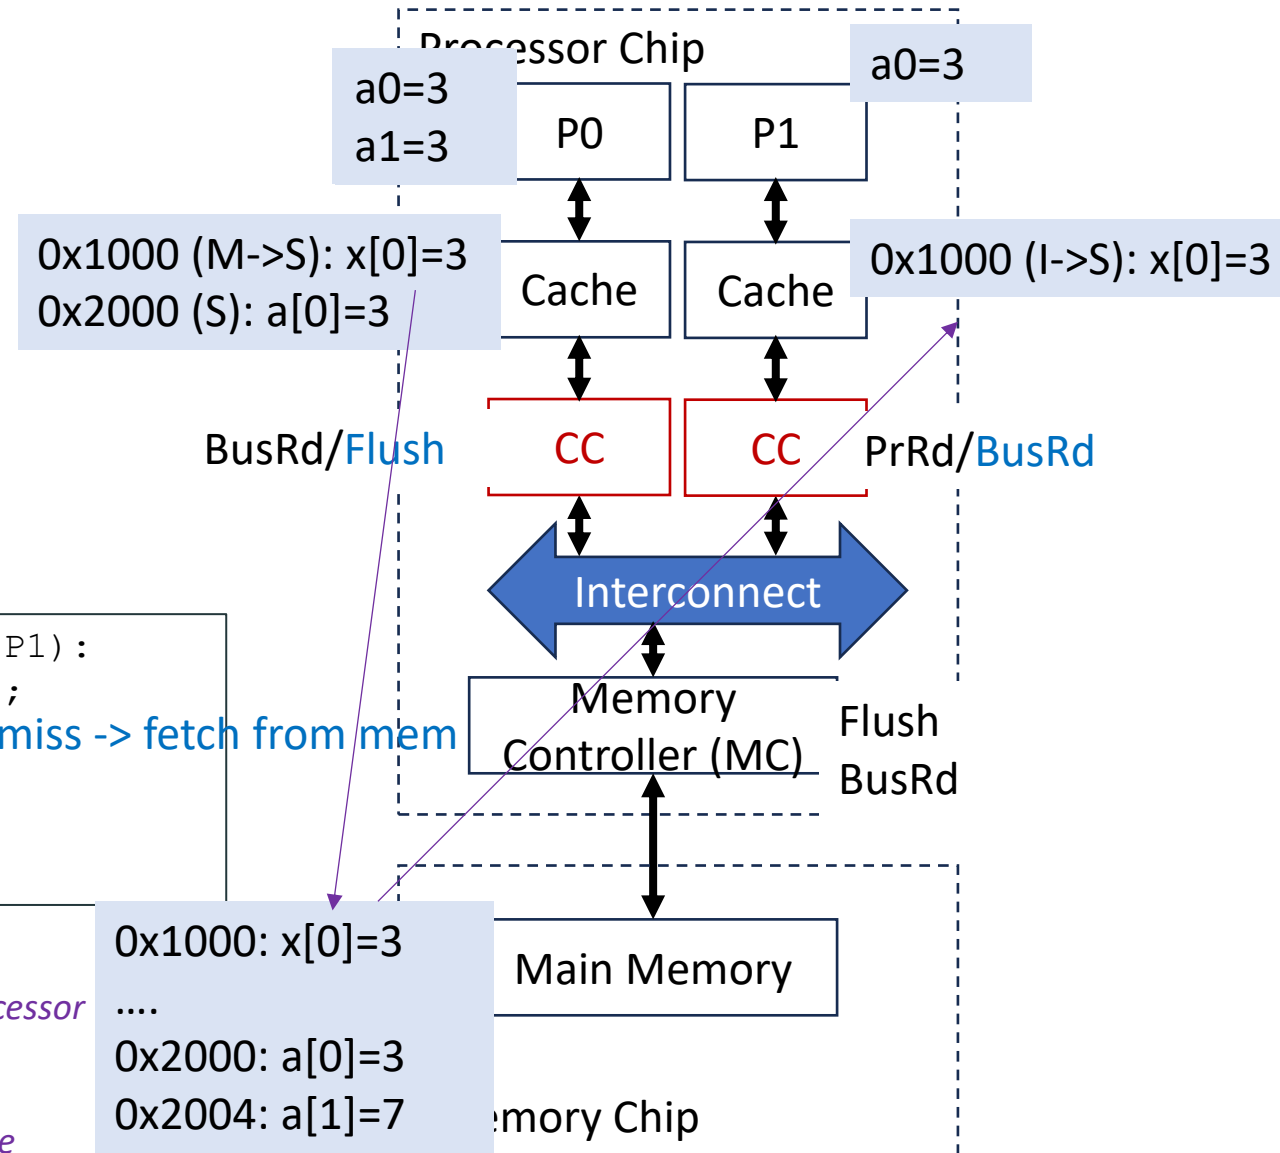 Processor Chip
a0=3
a1=3
a0=3
P0
P1
0x1000 (M->S): x[0]=3
0x2000 (S): a[0]=3
Cache
Cache
0x1000 (I->S): x[0]=3
BusRd/Flush
CC
CC
PrRd/BusRd
Interconnect
P1):
;
miss -> fetch from mem
Memory
Controller (MC)
Flush
BusRd
0x1000: x[0]=3
....
0x2000: a[0]=3
0x2004: a[1]=7
Main Memory
cessor
emory Chip
e